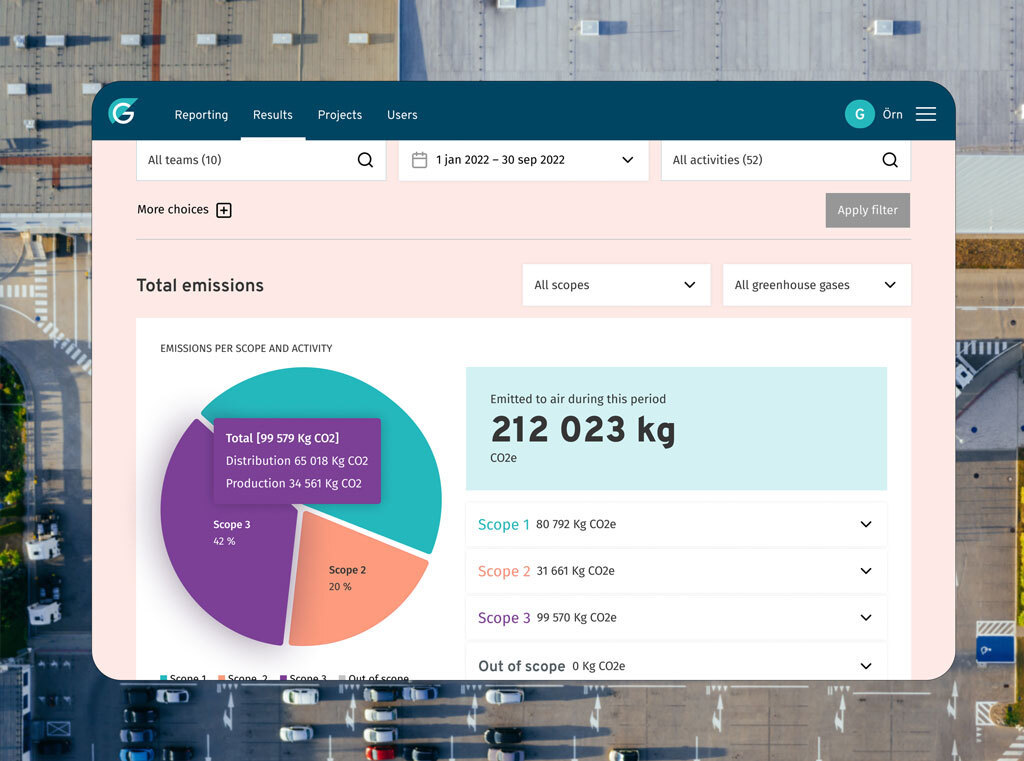 G
Reporting
Results
Projects
Users
G
Örn
All teams (10)
1 jan 2022 – 30 sep 2022
All activities (52)
More choices
Apply filter
Total emissions
All scopes
All greenhouse gases
EMISSIONS PER SCOPE AND ACTIVITY
Total [99 579 Kg CO2]
Distribution 65 018 Kg CO2
Production 34 561 Kg CO2
Scope 3
42 %
Scope 2
20 %
Emitted to air during this period
212 023 kg
CO2e
Scope 1 80 792 Kg CO2e
Scope 2 31 661 Kg CO2e
Scope 3 99 570 Kg CO2e
Out of scope 0 Kg CO2e
Scope 1 Scope 2 Scope 3 Out of scope